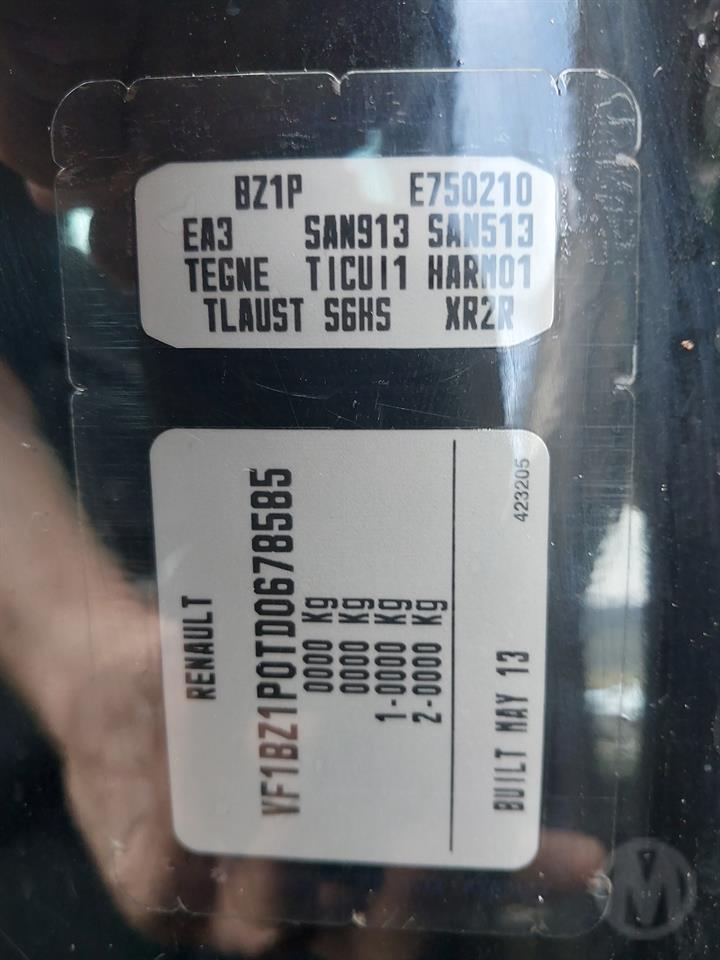 BZ1P E750210
EA3 SAN913 SAN513
TEGNE TICUI1 HARM01
TLAUST S6HS XR2R
RENAULT
VF1BZ1P0TD0678585
0000 Kg
0000 Kg
1-0000 Kg
2-0000 Kg
BUILT MAY 13
423205
M